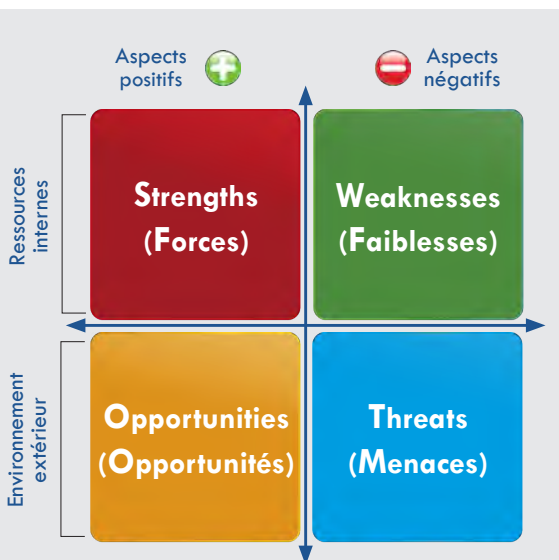 Aspects
positifs
Aspects
négatifs
Ressources
internes
Strengths
(Forces)
Weaknesses
(Faiblesses)
Environnement
extérieur
Opportunities
(Opportunités)
Threats
(Menaces)